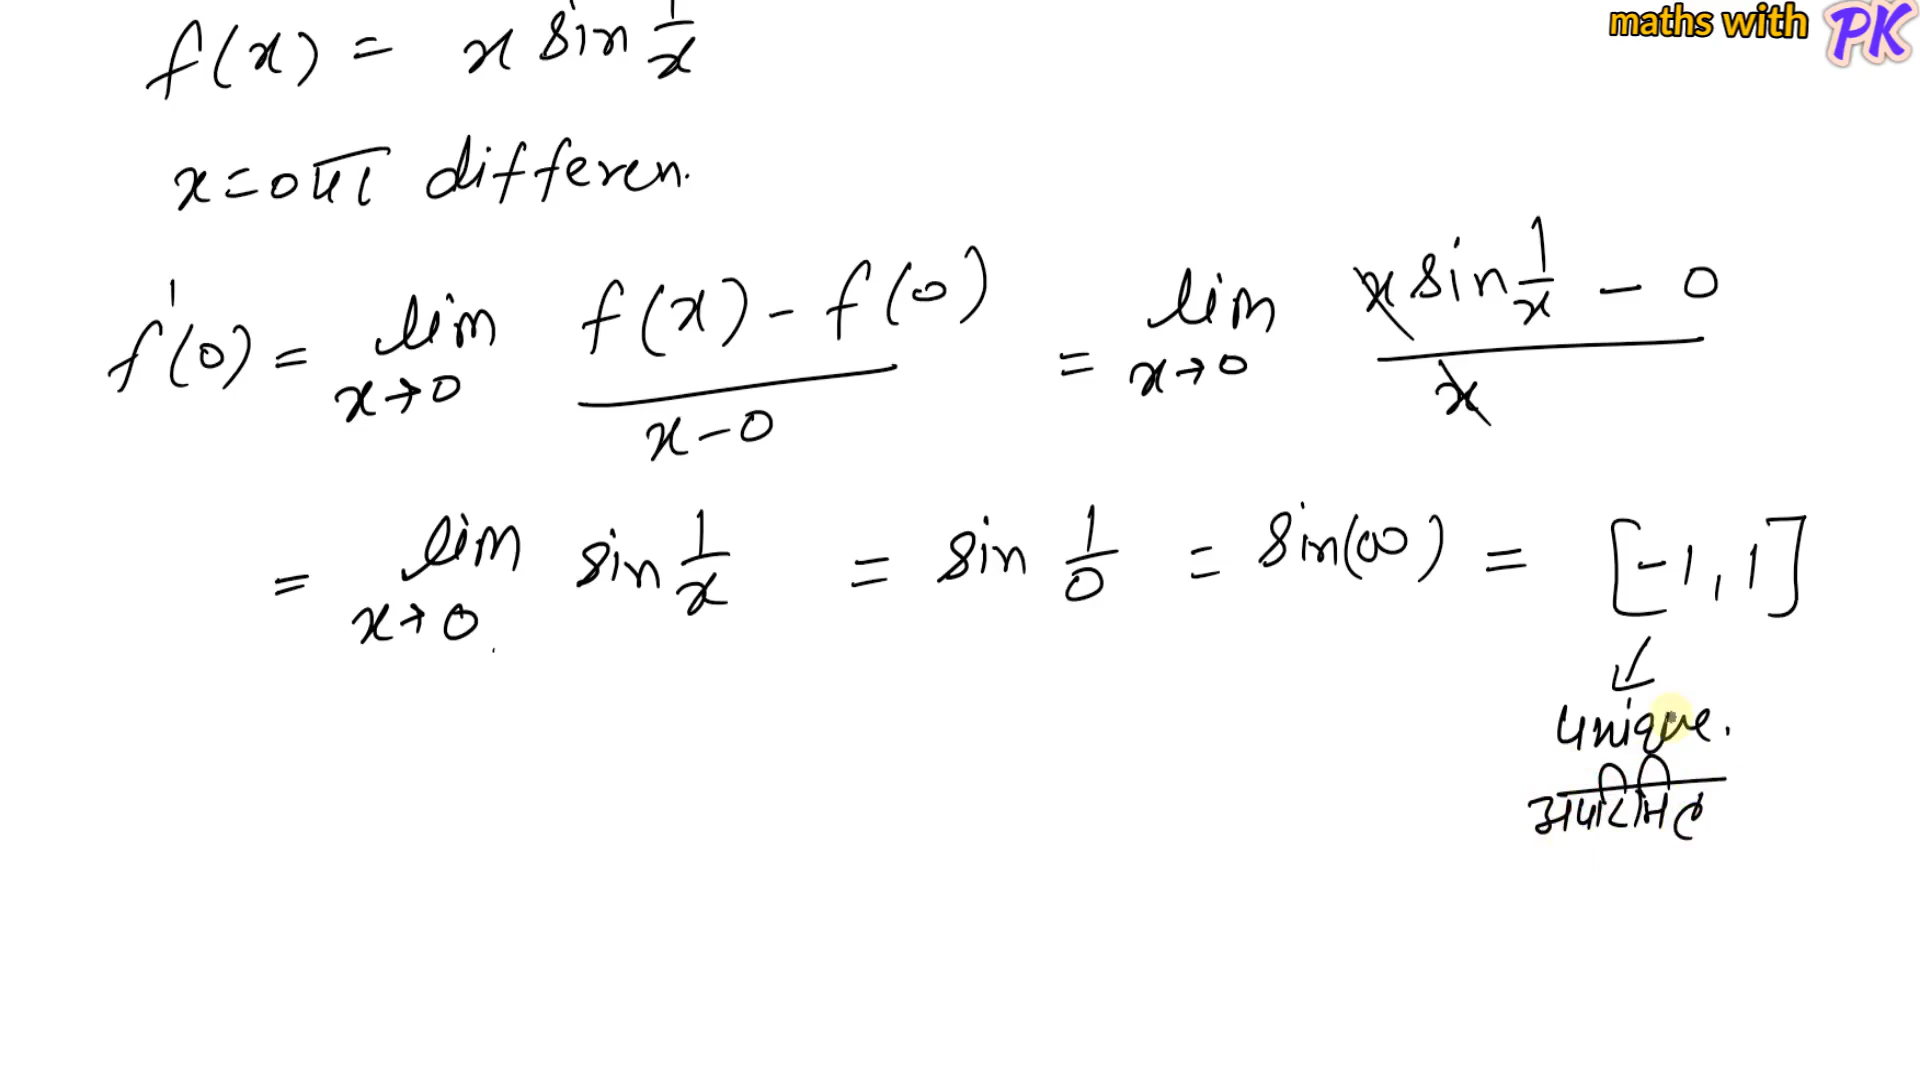 maths with PK
f(x) = x sin 1/x
x=0 पर differen.
f'(0) = lim x→0 f(x) - f(0) / x-0 = lim x→0 x sin 1/x - 0 / x
= lim x→0 sin 1/x = sin 1/0 = sin(∞) = [-1, 1]
unique.
अपरिमित